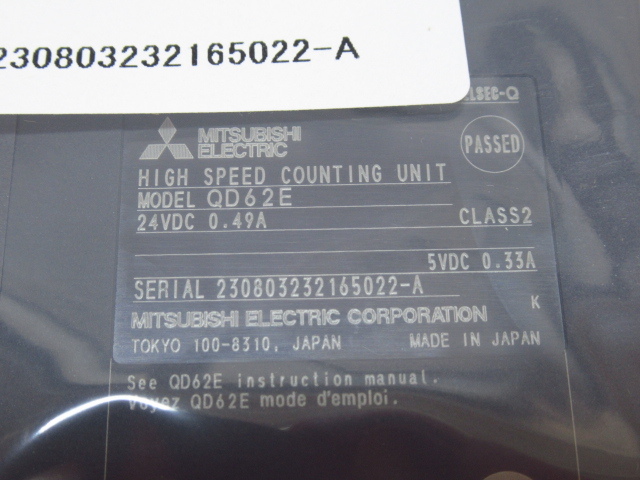 230803232165022-A
MELSEC-Q
MITSUBISHI
ELECTRIC
PASSED
HIGH SPEED COUNTING UNIT
MODEL QD62E
24VDC 0.49A CLASS2
5VDC 0.33A
SERIAL 230803232165022-A
K
MITSUBISHI ELECTRIC CORPORATION
TOKYO 100-8310, JAPAN MADE IN JAPAN
See QD62E instruction manual.
Voyez QD62E mode d'emploi.